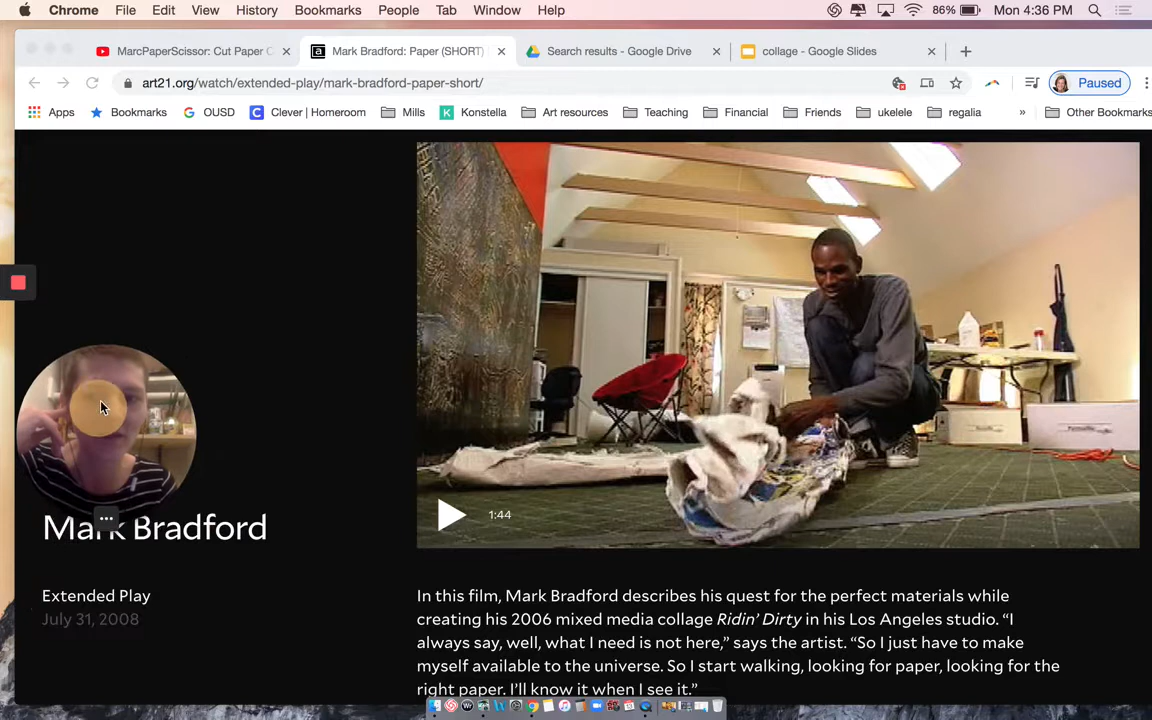 Chrome File Edit View History Bookmarks People Tab Window Help 86% Mon 4:36 PM
MarcPaperScissor: Cut Paper C Mark Bradford: Paper (SHORT) Search results - Google Drive collage - Google Slides
art21.org/watch/extended-play/mark-bradford-paper-short/ Paused
Apps Bookmarks OUSD Clever | Homeroom Mills Konstella Art resources Teaching Financial Friends ukelele regalia » Other Bookmarks
1:44
Mark Bradford
Extended Play
July 31, 2008
In this film, Mark Bradford describes his quest for the perfect materials while
creating his 2006 mixed media collage Ridin’ Dirty in his Los Angeles studio. “I
always say, well, what I need is not here,” says the artist. “So I just have to make
myself available to the universe. So I start walking, looking for paper, looking for the
right paper. I’ll know it when I see it.”